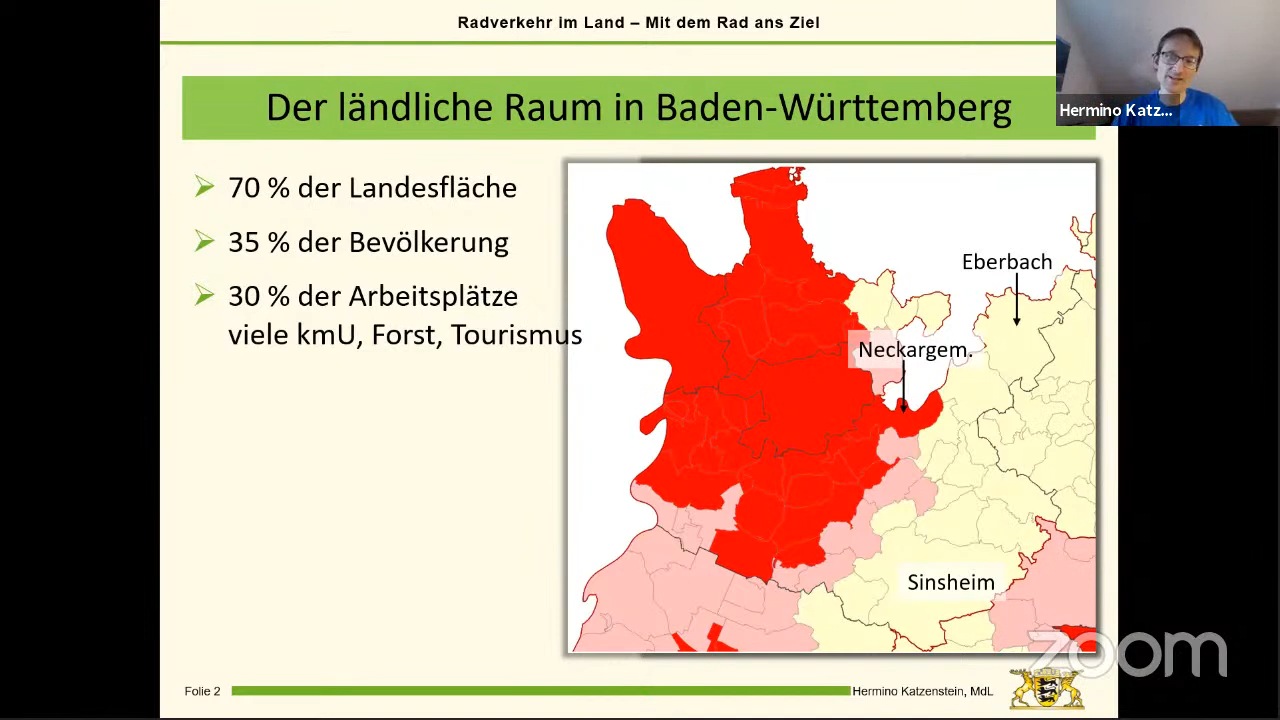 Radverkehr im Land – Mit dem Rad ans Ziel
Der ländliche Raum in Baden-Württemberg
Hermino Katz...
70 % der Landesfläche
35 % der Bevölkerung
30 % der Arbeitsplätze
viele kmU, Forst, Tourismus
Eberbach
Neckargem.
Sinsheim
zoom
Folie 2
Hermino Katzenstein, MdL